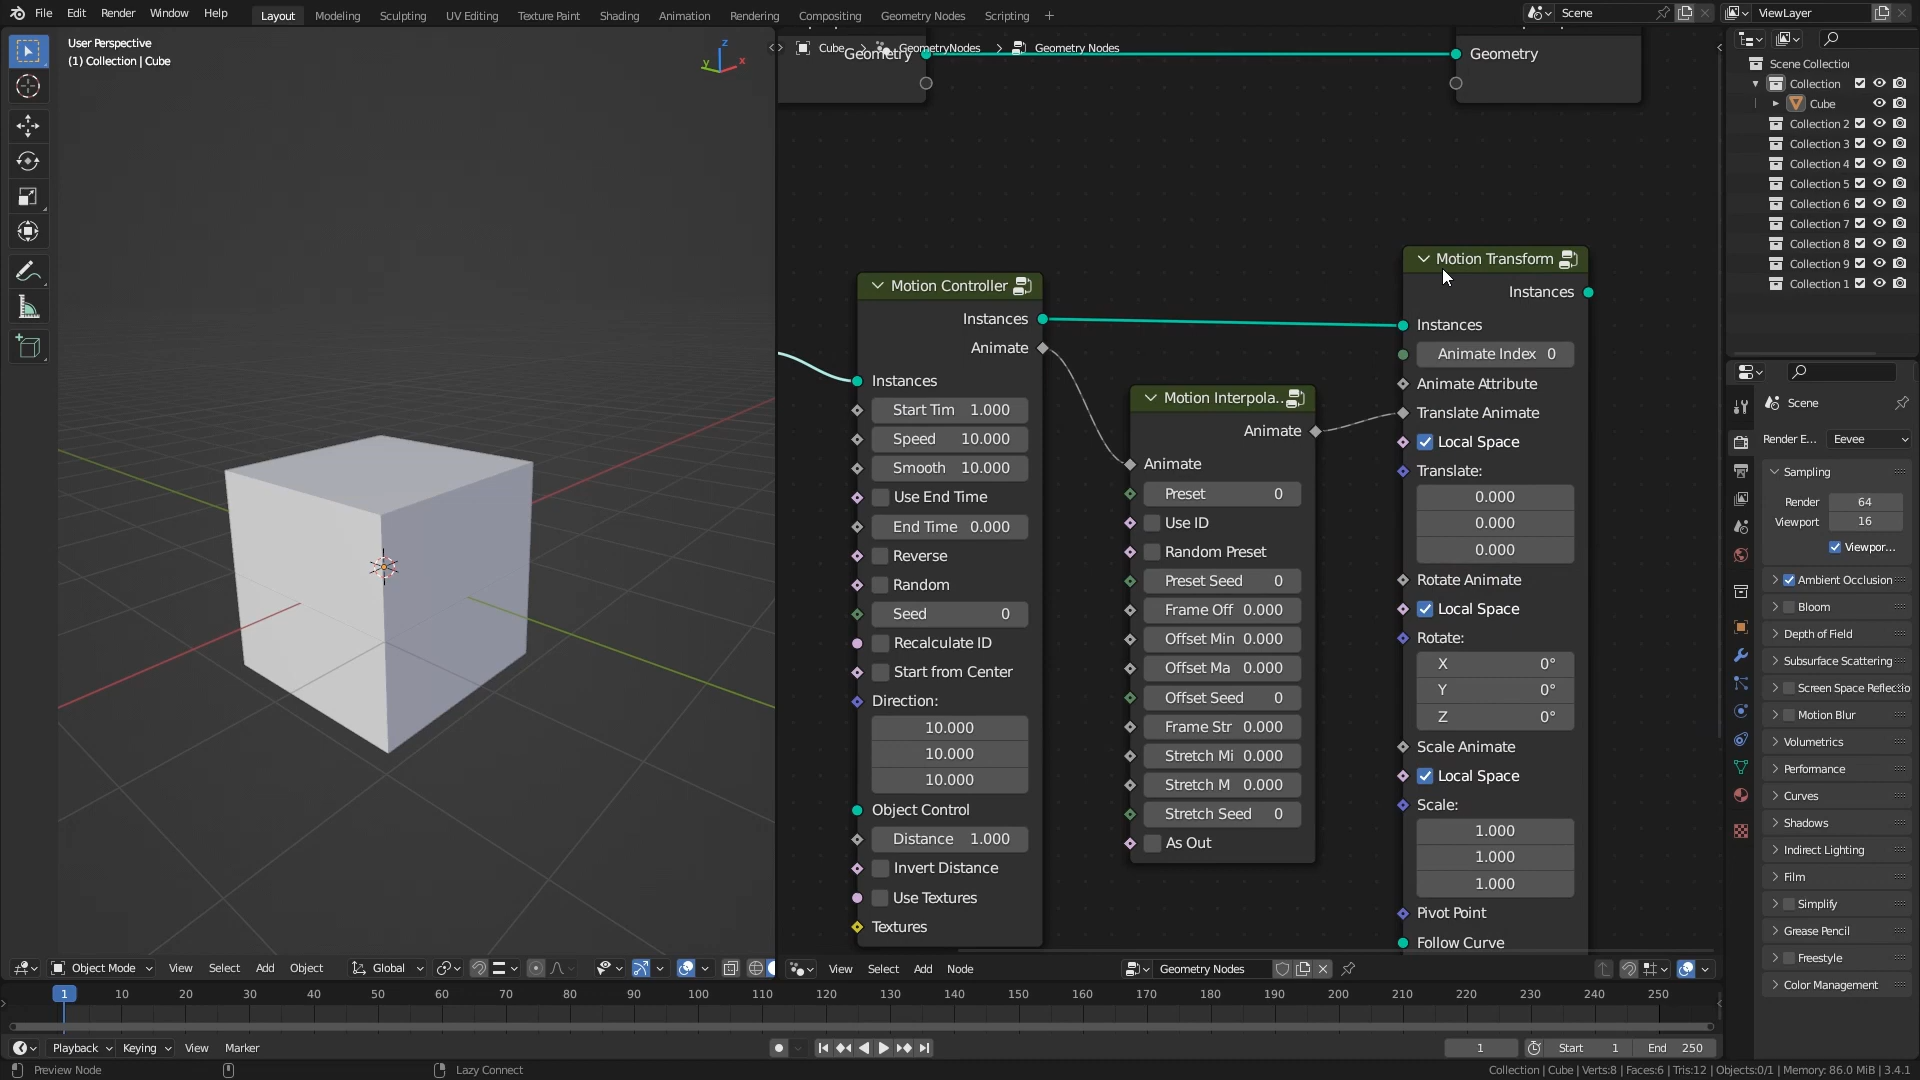 File Edit Render Window Help Layout Modeling Sculpting UV Editing Texture Paint Shading Animation Rendering Compositing Geometry Nodes Scripting + Scene ViewLayer
User Perspective
(1) Collection | Cube
Z
Y
X
Cube > GeometryNodes > Geometry Nodes
Geometry
Geometry
Motion Controller
Instances
Animate
Instances
Start Tim 1.000
Speed 10.000
Smooth 10.000
Use End Time
End Time 0.000
Reverse
Random
Seed 0
Recalculate ID
Start from Center
Direction:
10.000
10.000
10.000
Object Control
Distance 1.000
Invert Distance
Use Textures
Textures
Motion Interpola..
Animate
Animate
Preset 0
Use ID
Random Preset
Preset Seed 0
Frame Off 0.000
Offset Min 0.000
Offset Ma 0.000
Offset Seed 0
Frame Str 0.000
Stretch Mi 0.000
Stretch M 0.000
Stretch Seed 0
As Out
Motion Transform
Instances
Instances
Animate Index 0
Animate Attribute
Translate Animate
Local Space
Translate:
0.000
0.000
0.000
Rotate Animate
Local Space
Rotate:
X 0°
Y 0°
Z 0°
Scale Animate
Local Space
Scale:
1.000
1.000
1.000
Pivot Point
Follow Curve
Scene Collection
Collection
Cube
Collection 2
Collection 3
Collection 4
Collection 5
Collection 6
Collection 7
Collection 8
Collection 9
Collection 1
Scene
Render E... Eevee
Sampling
Render 64
Viewport 16
Viewpor...
Ambient Occlusion
Bloom
Depth of Field
Subsurface Scattering
Screen Space Reflectio
Motion Blur
Volumetrics
Performance
Curves
Shadows
Indirect Lighting
Film
Simplify
Grease Pencil
Freestyle
Color Management
Object Mode View Select Add Object Global
View Select Add Node Geometry Nodes
1 10 20 30 40 50 60 70 80 90 100 110 120 130 140 150 160 170 180 190 200 210 220 230 240 250
Playback Keying View Marker 1 Start 1 End 250
Preview Node Lazy Connect Collection | Cube | Verts:8 | Faces:6 | Tris:12 | Objects:0/1 | Memory: 86.0 MiB | 3.4.1